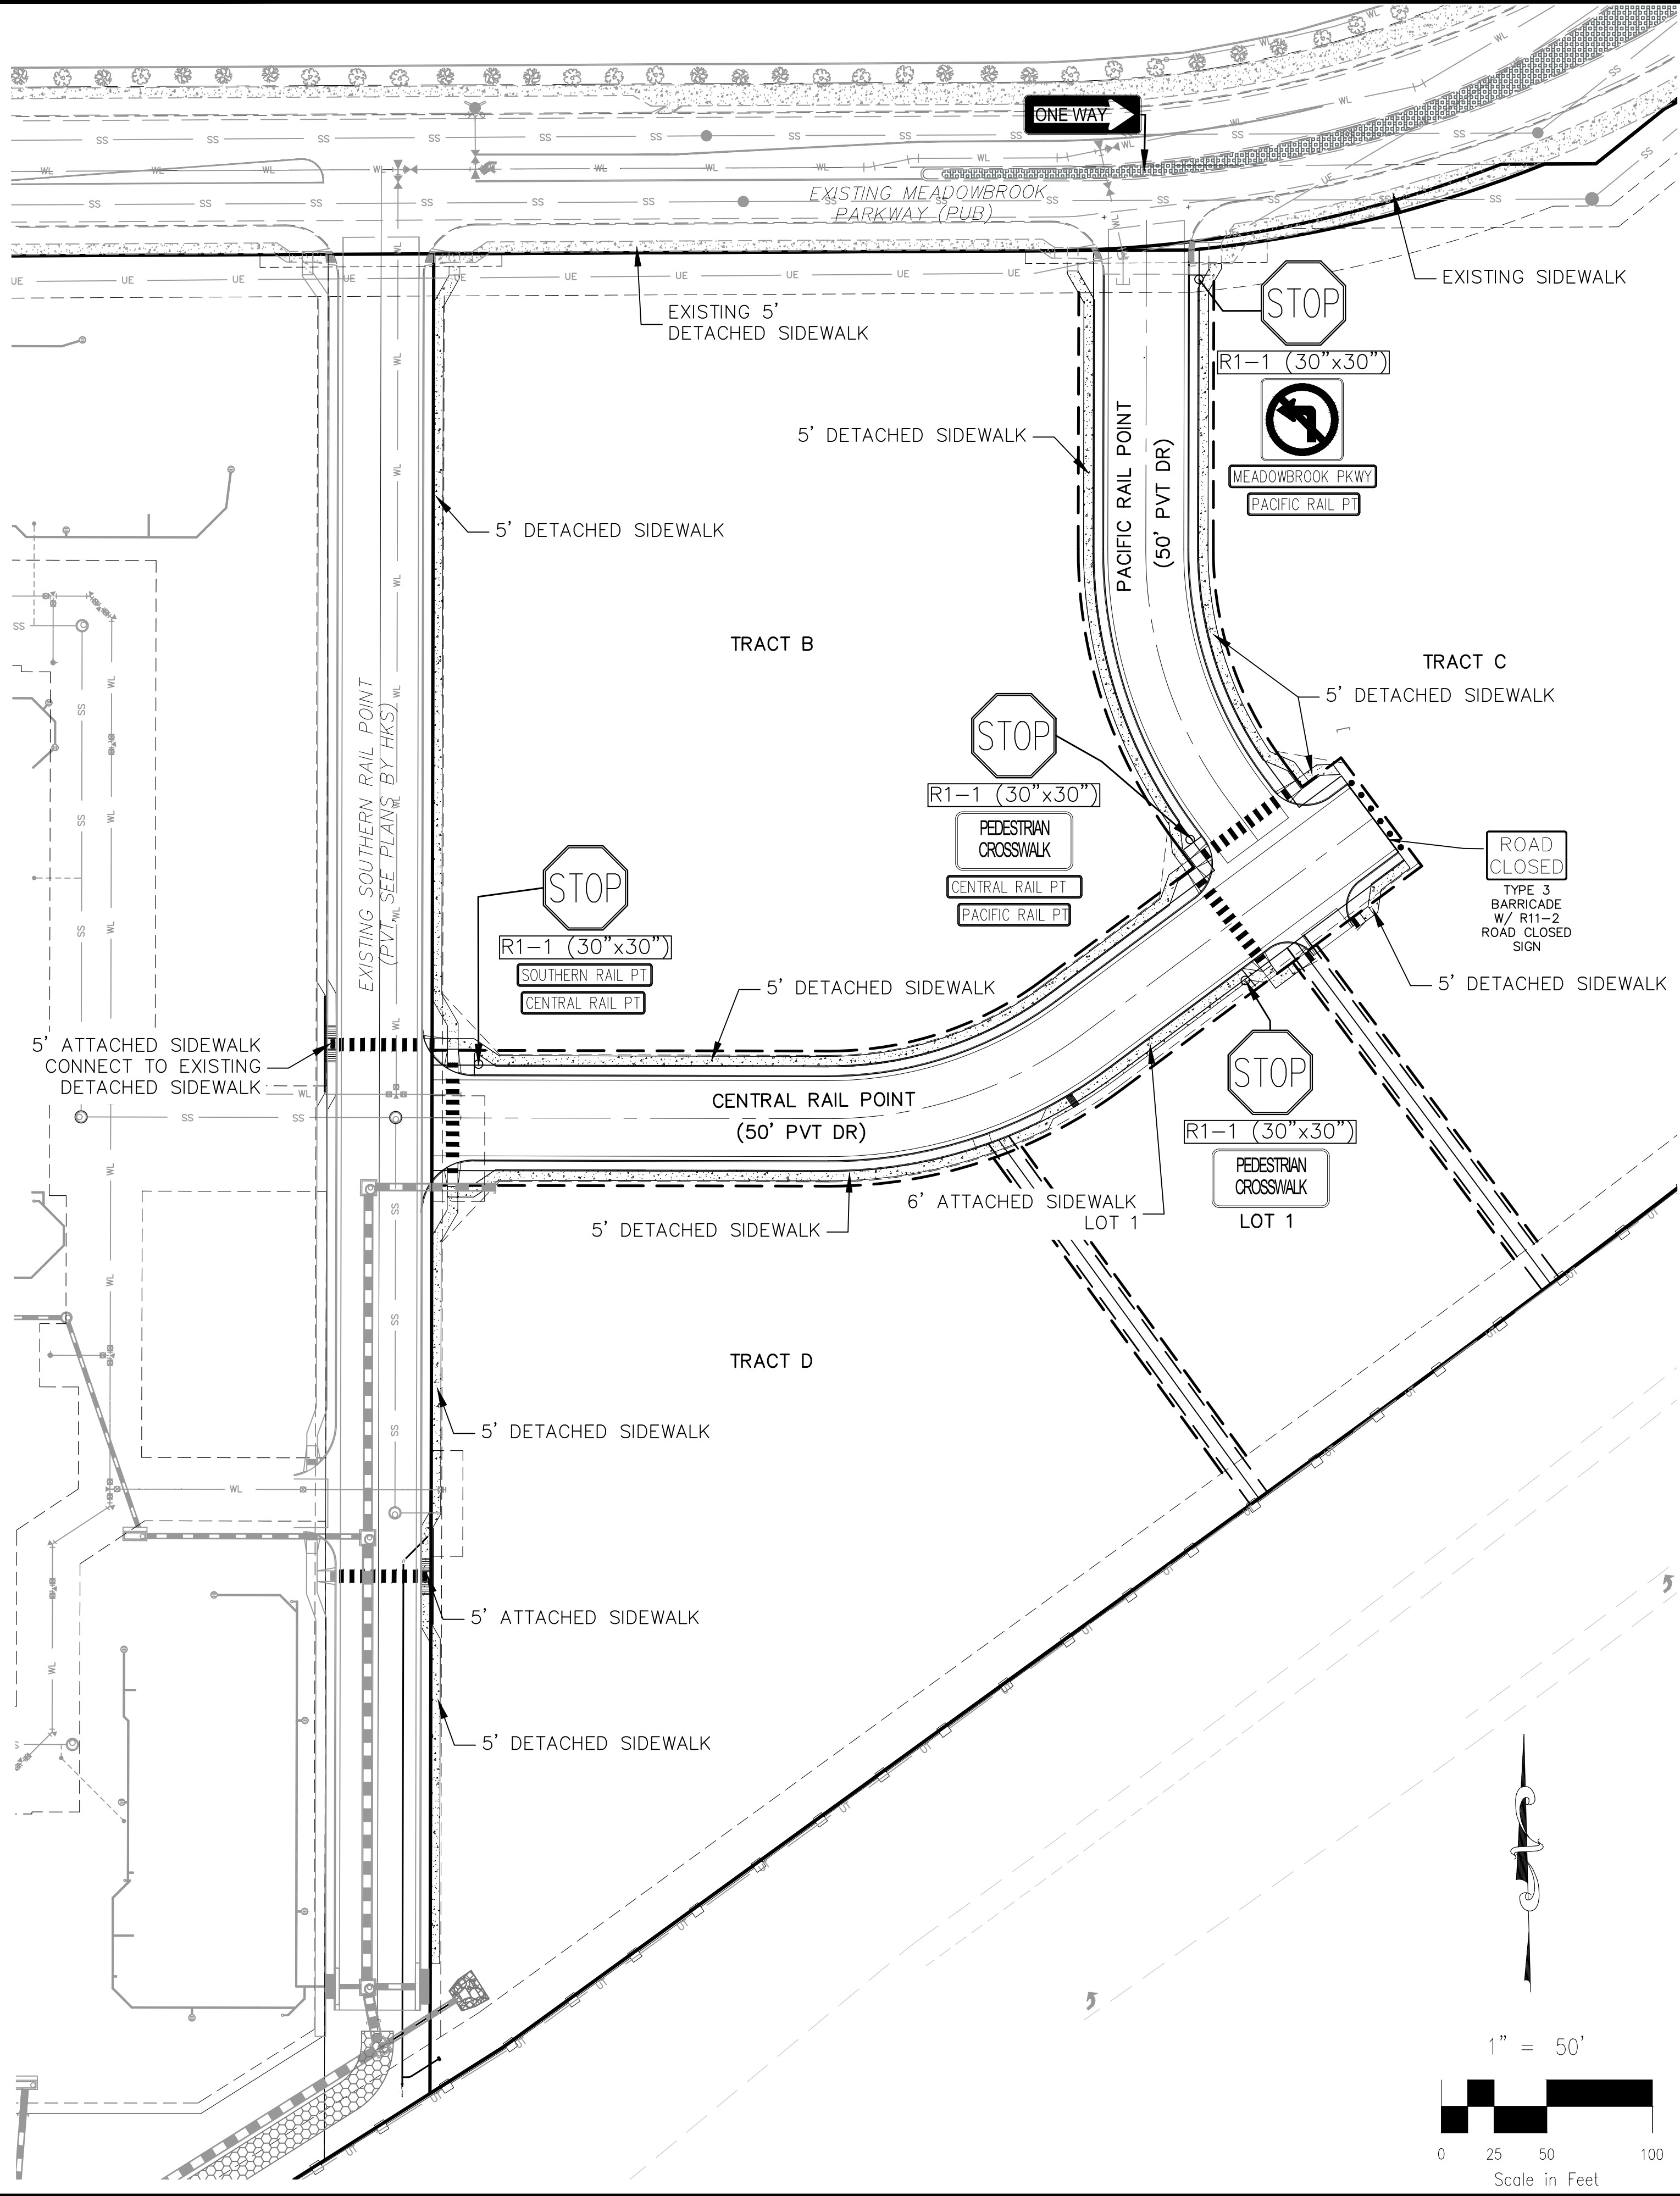 ONE WAY
EXISTING MEADOWBROOK
PARKWAY (PUB)
EXISTING SIDEWALK
EXISTING 5'
DETACHED SIDEWALK
STOP
R1-1 (30"x30")
MEADOWBROOK PKWY
PACIFIC RAIL PT
5' DETACHED SIDEWALK
PACIFIC RAIL POINT
(50' PVT DR)
5' DETACHED SIDEWALK
TRACT B
TRACT C
5' DETACHED SIDEWALK
EXISTING SOUTHERN RAIL POINT
(PVT, SEE PLANS BY HKS)
STOP
R1-1 (30"x30")
PEDESTRIAN
CROSSWALK
CENTRAL RAIL PT
PACIFIC RAIL PT
ROAD
CLOSED
TYPE 3
BARRICADE
W/ R11-2
ROAD CLOSED
SIGN
STOP
R1-1 (30"x30")
SOUTHERN RAIL PT
CENTRAL RAIL PT
5' DETACHED SIDEWALK
5' DETACHED SIDEWALK
5' ATTACHED SIDEWALK
CONNECT TO EXISTING
DETACHED SIDEWALK
CENTRAL RAIL POINT
(50' PVT DR)
STOP
R1-1 (30"x30")
PEDESTRIAN
CROSSWALK
LOT 1
6' ATTACHED SIDEWALK
LOT 1
5' DETACHED SIDEWALK
TRACT D
5' DETACHED SIDEWALK
5' ATTACHED SIDEWALK
5' DETACHED SIDEWALK
1" = 50'
0 25 50 100
Scale in Feet